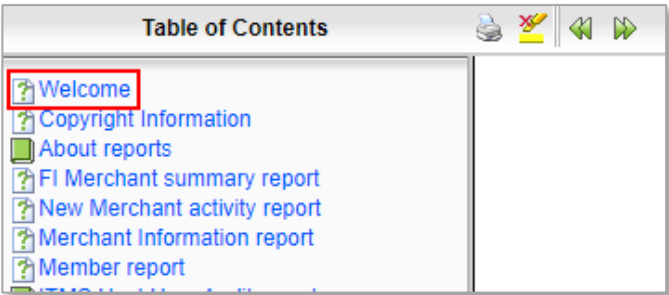 Table of Contents
Welcome
Copyright Information
About reports
FI Merchant summary report
New Merchant activity report
Merchant Information report
Member report